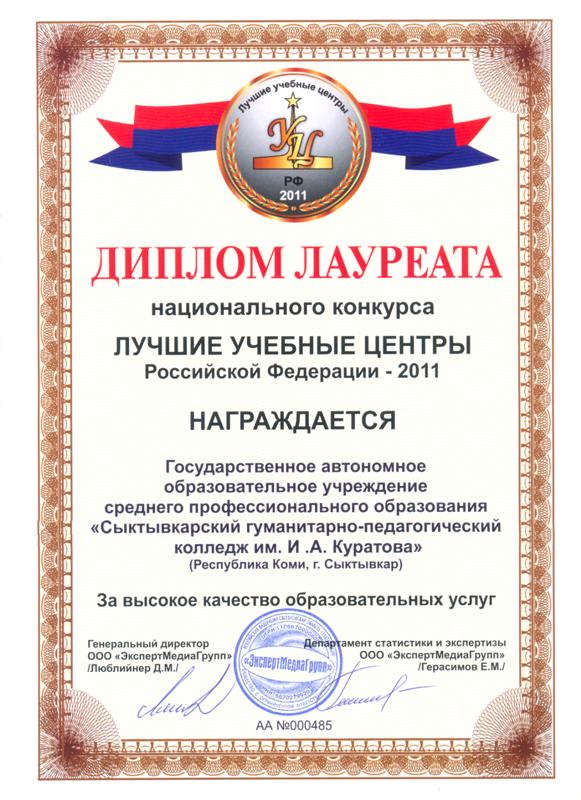 Лучшие учебные центры
УЦ
РФ
2011
ДИПЛОМ ЛАУРЕАТА
национального конкурса
ЛУЧШИЕ УЧЕБНЫЕ ЦЕНТРЫ
Российской Федерации - 2011
НАГРАЖДАЕТСЯ
Государственное автономное
образовательное учреждение
среднего профессионального образования
«Сыктывкарский гуманитарно-педагогический
колледж им. И .А. Куратова»
(Республика Коми, г. Сыктывкар)
За высокое качество образовательных услуг
Генеральный директор
ООО «ЭкспертМедиаГрупп»
/Люблийнер Д.М./
Департамент статистики и экспертизы
ООО «ЭкспертМедиаГрупп»
/Герасимов Е.М./
«ЭкспертМедиаГрупп»
АА №000485